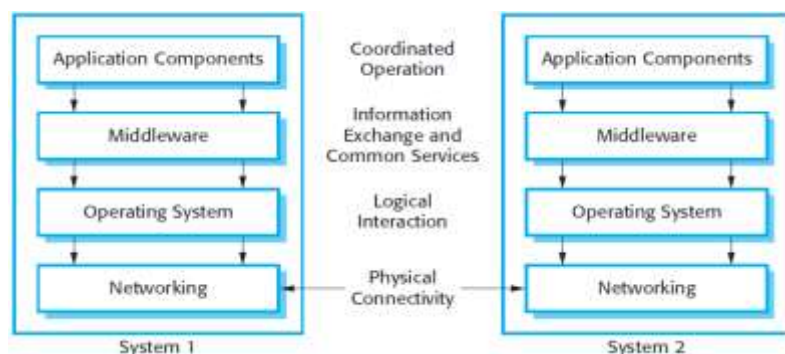 Application Components
Coordinated
Operation
Application Components
Middleware
Information
Exchange and
Common Services
Middleware
Operating System
Logical
Interaction
Operating System
Networking
Physical
Connectivity
Networking
System 1
System 2